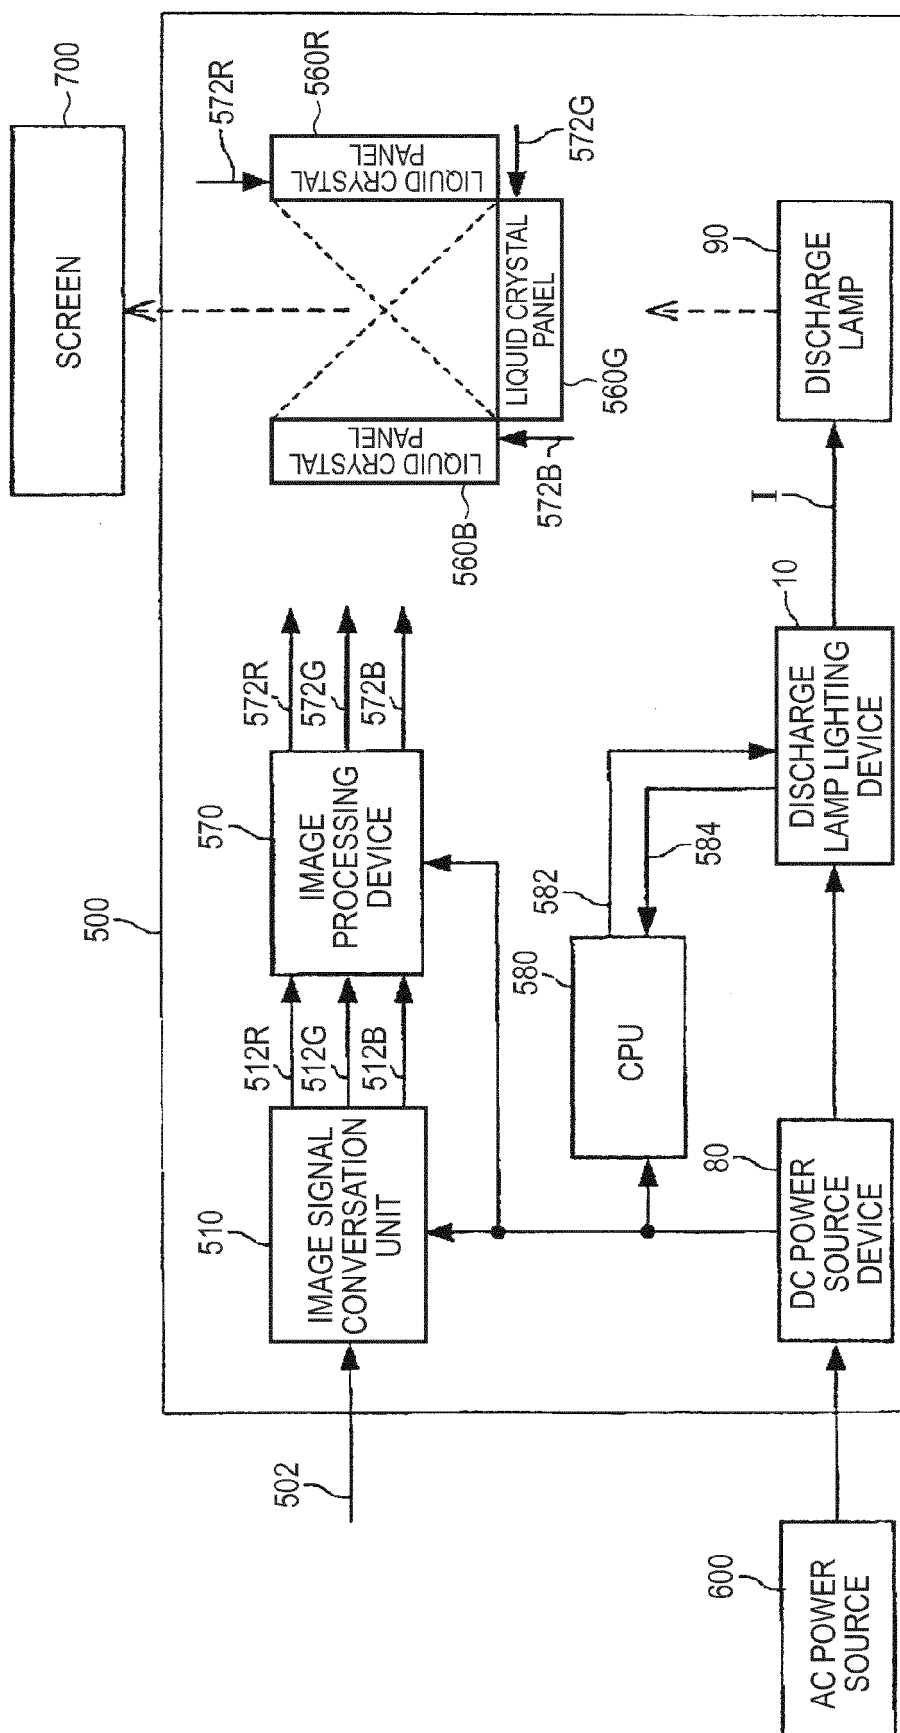 700
SCREEN
500
572R
560R
LIQUID CRYSTAL
PANEL
572G
LIQUID CRYSTAL
PANEL
560G
LIQUID CRYSTAL
PANEL
560B
572B
502
510
IMAGE SIGNAL
CONVERSATION
UNIT
512R
512G
512B
570
IMAGE
PROCESSING
DEVICE
572R
572G
572B
580
CPU
582
584
600
AC POWER
SOURCE
80
DC POWER
SOURCE
DEVICE
10
DISCHARGE
LAMP LIGHTING
DEVICE
I
90
DISCHARGE
LAMP